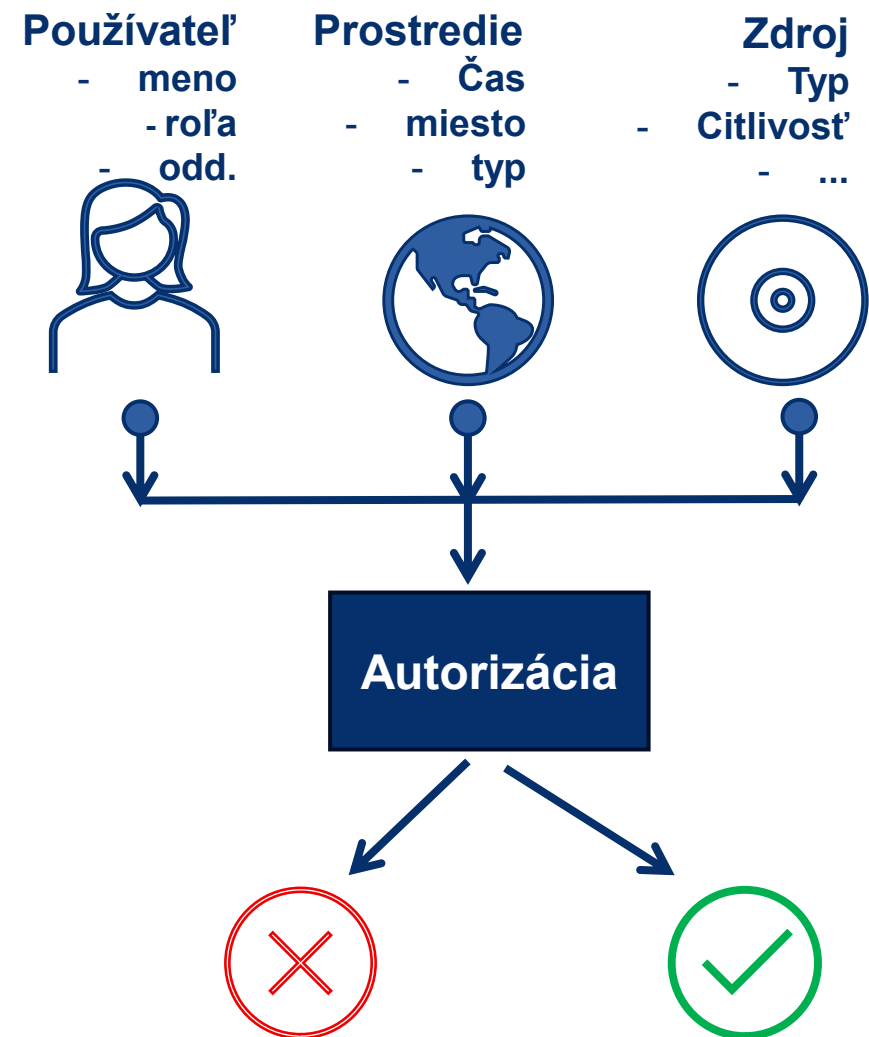 Používateľ
- meno
- roľa
- odd.
Prostredie
- Čas
- miesto
- typ
Zdroj
- Typ
- Citlivosť
- ...
Autorizácia